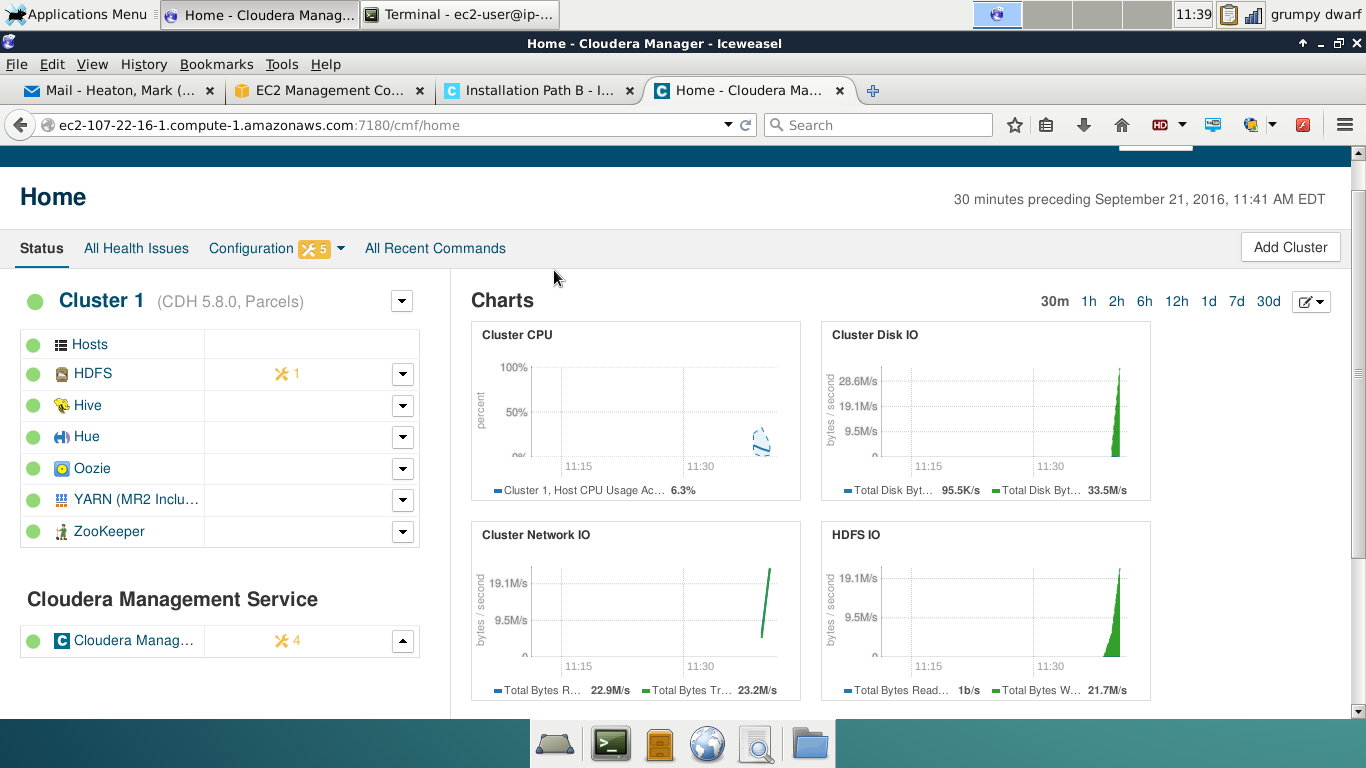 Applications Menu
Home - Cloudera Manag...
Terminal - ec2-user@ip-...
11:39
grumpy dwarf
Home - Cloudera Manager - Iceweasel
File Edit View History Bookmarks Tools Help
Mail - Heaton, Mark (...
EC2 Management Co...
Installation Path B - I...
Home - Cloudera Ma...
ec2-107-22-16-1.compute-1.amazonaws.com:7180/cmf/home
Search
HD
Home
30 minutes preceding September 21, 2016, 11:41 AM EDT
Status All Health Issues Configuration 5 All Recent Commands
Add Cluster
Cluster 1 (CDH 5.8.0, Parcels)
Hosts
HDFS 1
Hive
Hue
Oozie
YARN (MR2 Inclu...
ZooKeeper
Cloudera Management Service
C Cloudera Manag... 4
Charts
30m 1h 2h 6h 12h 1d 7d 30d
Cluster CPU
percent
100%
50%
0%
11:15 11:30
Cluster 1, Host CPU Usage Ac... 6.3%
Cluster Disk IO
bytes / second
28.6M/s
19.1M/s
9.5M/s
0
11:15 11:30
Total Disk Byt... 95.5K/s Total Disk Byt... 33.5M/s
Cluster Network IO
bytes / second
19.1M/s
9.5M/s
0
11:15 11:30
Total Bytes R... 22.9M/s Total Bytes Tr... 23.2M/s
HDFS IO
bytes / second
19.1M/s
9.5M/s
0
11:15 11:30
Total Bytes Read... 1b/s Total Bytes W... 21.7M/s